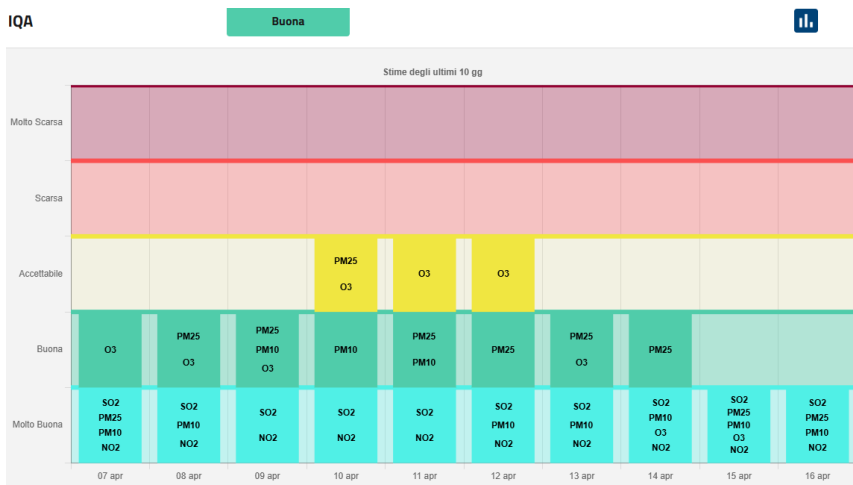 IQA
Buona
Stime degli ultimi 10 gg
Molto Scarsa
Scarsa
Accettabile
PM25
O3
O3
O3
Buona
O3
PM25
O3
PM25
PM10
O3
PM10
PM25
PM10
PM25
PM25
O3
PM25
Molto Buona
SO2
PM25
PM10
NO2
SO2
PM10
NO2
SO2
NO2
SO2
NO2
SO2
NO2
SO2
PM10
NO2
SO2
PM10
NO2
SO2
PM10
O3
NO2
SO2
PM25
PM10
O3
NO2
SO2
PM25
PM10
NO2
07 apr
08 apr
09 apr
10 apr
11 apr
12 apr
13 apr
14 apr
15 apr
16 apr